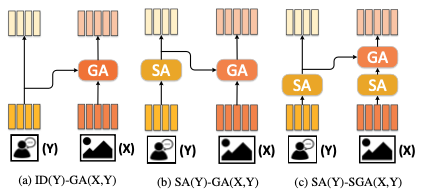 GA
SA
GA
GA
SA
SA
(Y)
(X)
(Y)
(X)
(Y)
(X)
(a) ID(Y)-GA(X,Y)
(b) SA(Y)-GA(X,Y)
(c) SA(Y)-SGA(X,Y)